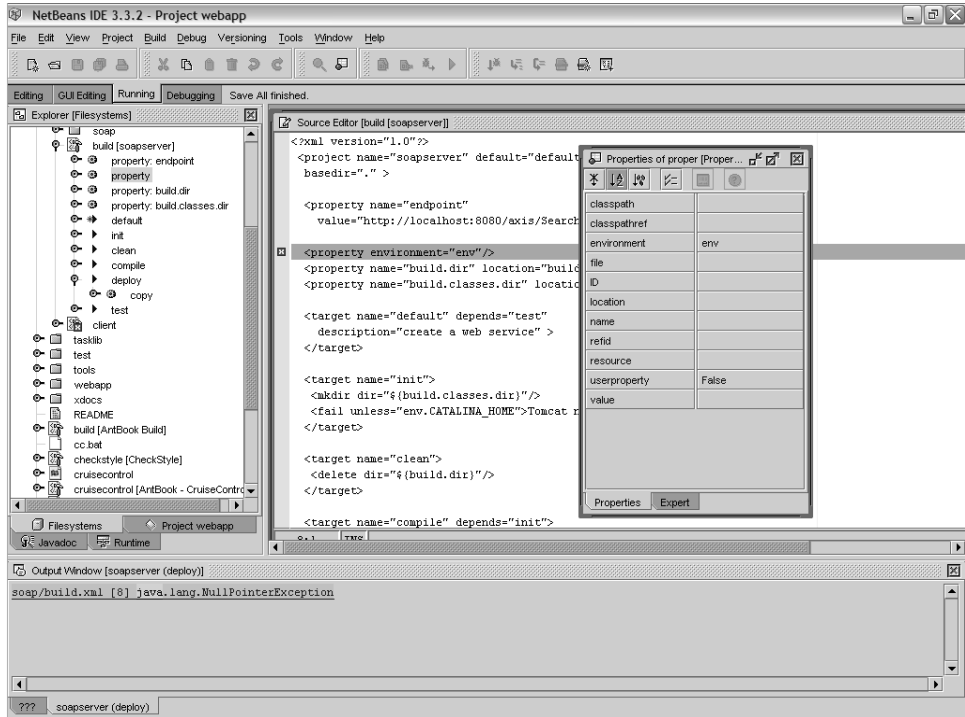 NetBeans IDE 3.3.2 - Project webapp
File Edit View Project Build Debug Versioning Tools Window Help
Editing GUI Editing Running Debugging Save All finished.
Explorer [Filesystems]
soap
build [soapserver]
property: endpoint
property
property: build.dir
property: build.classes.dir
default
init
clean
compile
deploy
copy
test
client
tasklib
test
tools
webapp
xdocs
README
build [AntBook Build]
cc.bat
checkstyle [CheckStyle]
cruisecontrol
cruisecontrol [AntBook - CruiseContro
Filesystems Project webapp
Javadoc Runtime
Source Editor [build [soapserver]]
<?xml version="1.0"?>
<project name="soapserver" default="default
basedir="." >
<property name="endpoint"
value="http://localhost:8080/axis/Search
<property environment="env"/>
<property name="build.dir" location="build
<property name="build.classes.dir" locatio
<target name="default" depends="test"
description="create a web service" >
</target>
<target name="init">
<mkdir dir="${build.classes.dir}"/>
<fail unless="env.CATALINA_HOME">Tomcat n
</target>
<target name="clean">
<delete dir="${build.dir}"/>
</target>
<target name="compile" depends="init">
8:1 INS
Properties of proper [Proper...
classpath
classpathref
environment env
file
ID
location
name
refid
resource
userproperty False
value
Properties Expert
Output Window [soapserver (deploy)]
soap/build.xml [8] java.lang.NullPointerException
??? soapserver (deploy)